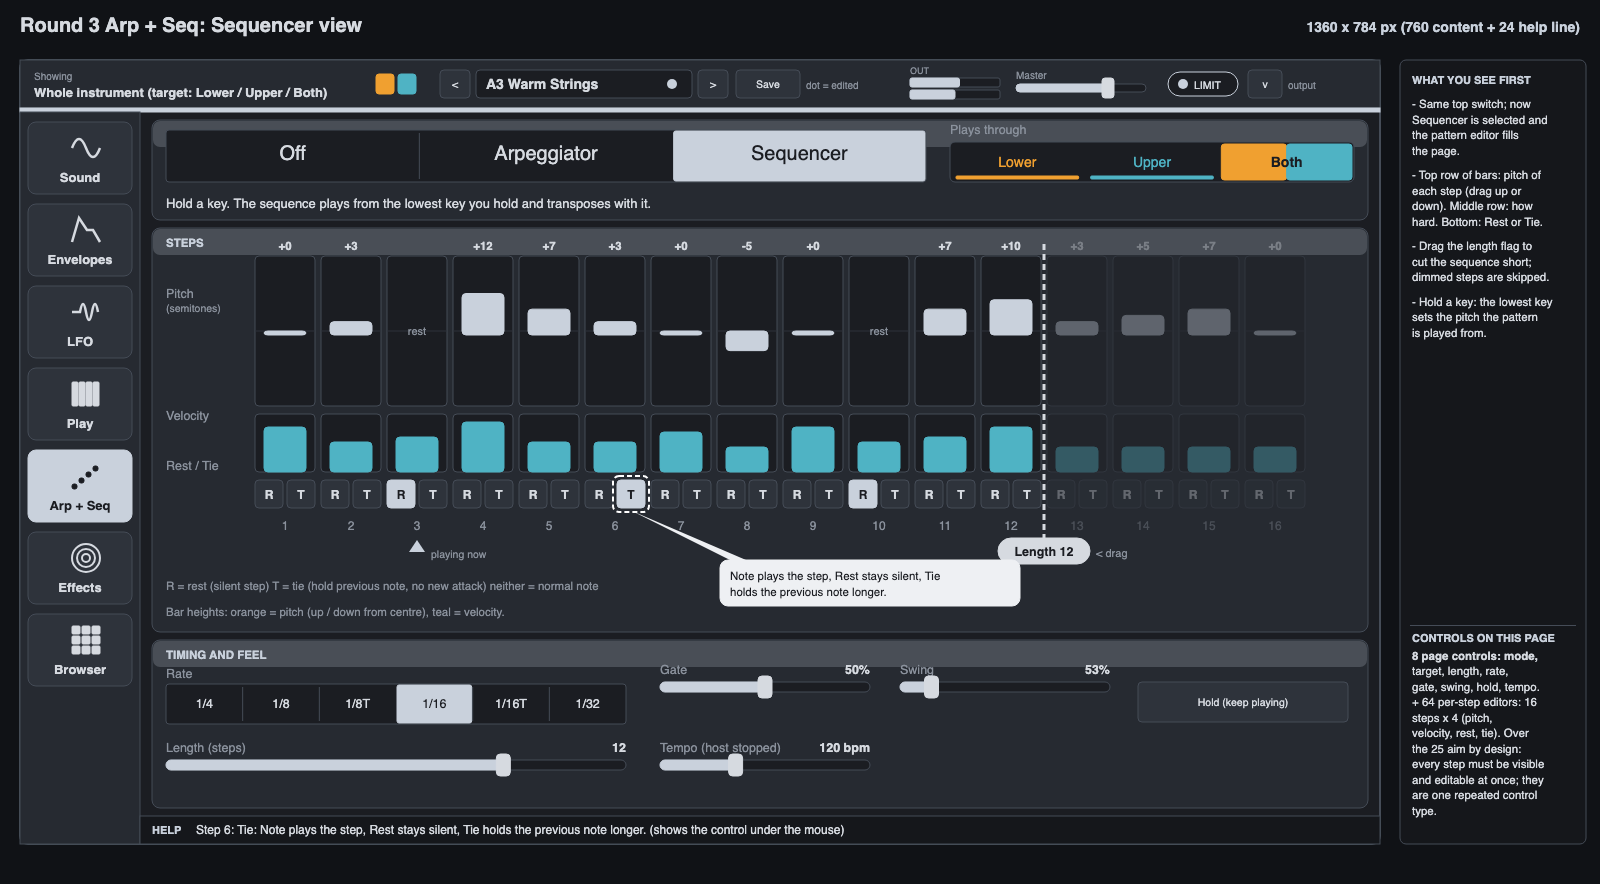 Round 3 Arp + Seq: Sequencer view
1360 x 784 px (760 content + 24 help line)
Showing
Whole instrument (target: Lower / Upper / Both)
<
A3 Warm Strings
>
Save
dot = edited
OUT
Master
LIMIT
v
output
Sound
Envelopes
LFO
Play
Arp + Seq
Effects
Browser
Off
Arpeggiator
Sequencer
Plays through
Lower
Upper
Both
Hold a key. The sequence plays from the lowest key you hold and transposes with it.
STEPS
+0 +3 +12 +7 +3 +0 -5 +0 +7 +10 +3 +5 +7 +0
Pitch
(semitones)
rest rest
Velocity
Rest / Tie
R T R T R T R T R T R T R T R T R T R T R T R T R T R T R T R T
1 2 3 4 5 6 7 8 9 10 11 12 13 14 15 16
playing now
Length 12
< drag
Note plays the step, Rest stays silent, Tie
holds the previous note longer.
R = rest (silent step) T = tie (hold previous note, no new attack) neither = normal note
Bar heights: orange = pitch (up / down from centre), teal = velocity.
TIMING AND FEEL
Rate
1/4 1/8 1/8T 1/16 1/16T 1/32
Gate 50%
Swing 53%
Hold (keep playing)
Length (steps) 12
Tempo (host stopped) 120 bpm
HELP Step 6: Tie: Note plays the step, Rest stays silent, Tie holds the previous note longer. (shows the control under the mouse)
WHAT YOU SEE FIRST
- Same top switch; now
Sequencer is selected and
the pattern editor fills
the page.
- Top row of bars: pitch of
each step (drag up or
down). Middle row: how
hard. Bottom: Rest or Tie.
- Drag the length flag to
cut the sequence short;
dimmed steps are skipped.
- Hold a key: the lowest key
sets the pitch the pattern
is played from.
CONTROLS ON THIS PAGE
8 page controls: mode,
target, length, rate,
gate, swing, hold, tempo.
+ 64 per-step editors: 16
steps x 4 (pitch,
velocity, rest, tie). Over
the 25 aim by design:
every step must be visible
and editable at once; they
are one repeated control
type.